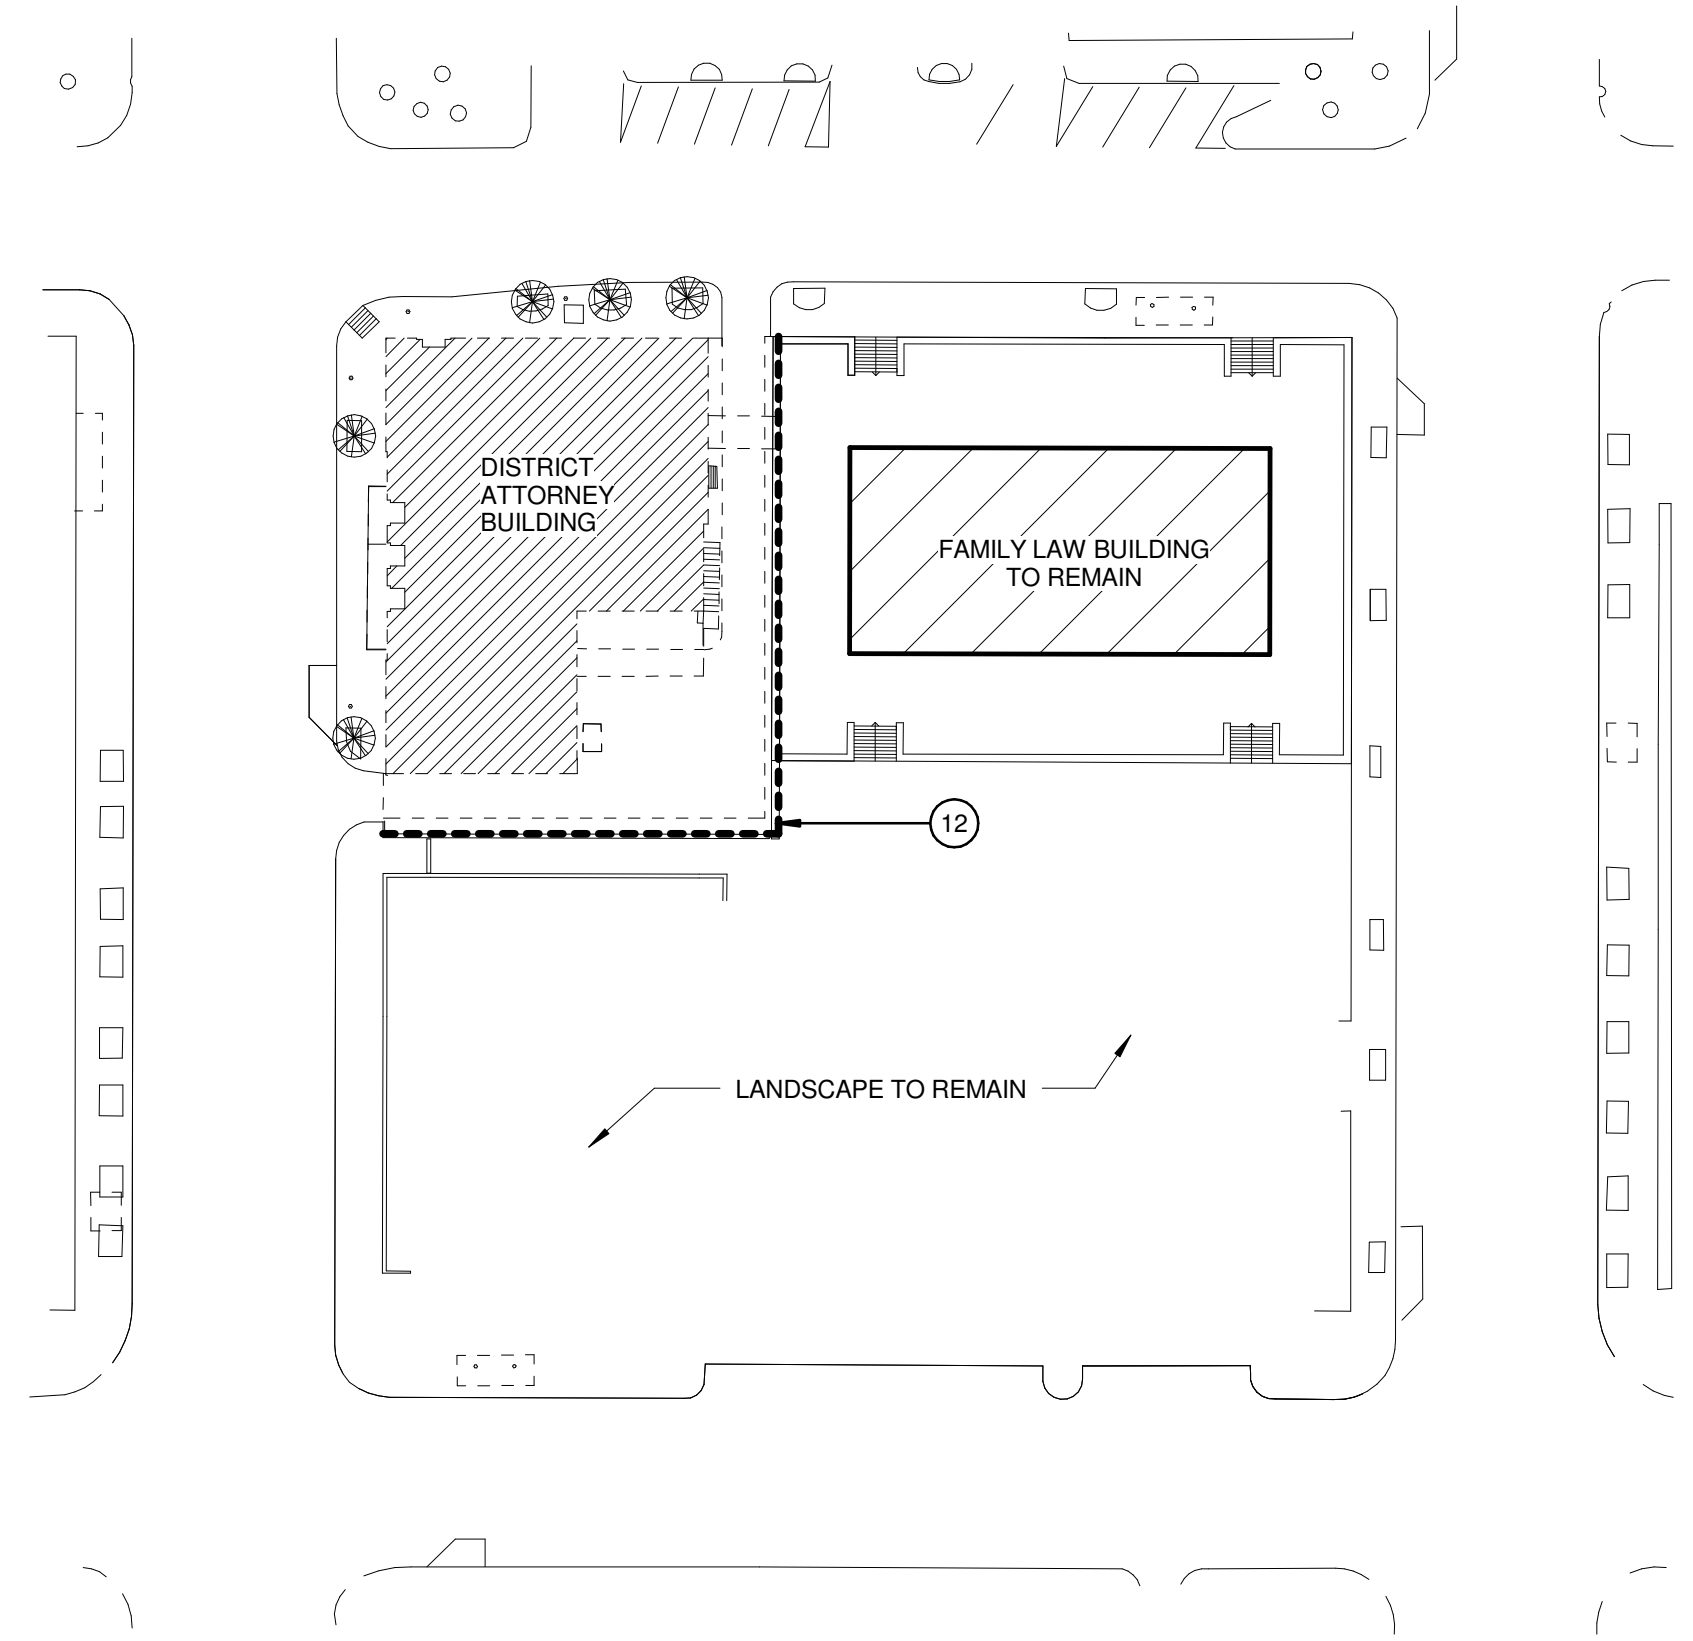 DISTRICT
ATTORNEY
BUILDING
FAMILY LAW BUILDING
TO REMAIN
12
LANDSCAPE TO REMAIN